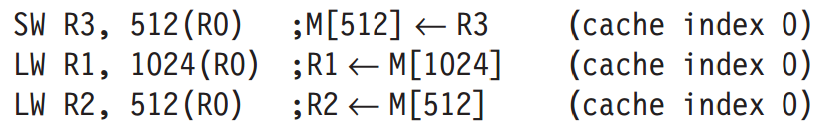 SW R3, 512(R0) ;M[512] ← R3 (cache index 0)
LW R1, 1024(R0) ;R1 ← M[1024] (cache index 0)
LW R2, 512(R0) ;R2 ← M[512] (cache index 0)